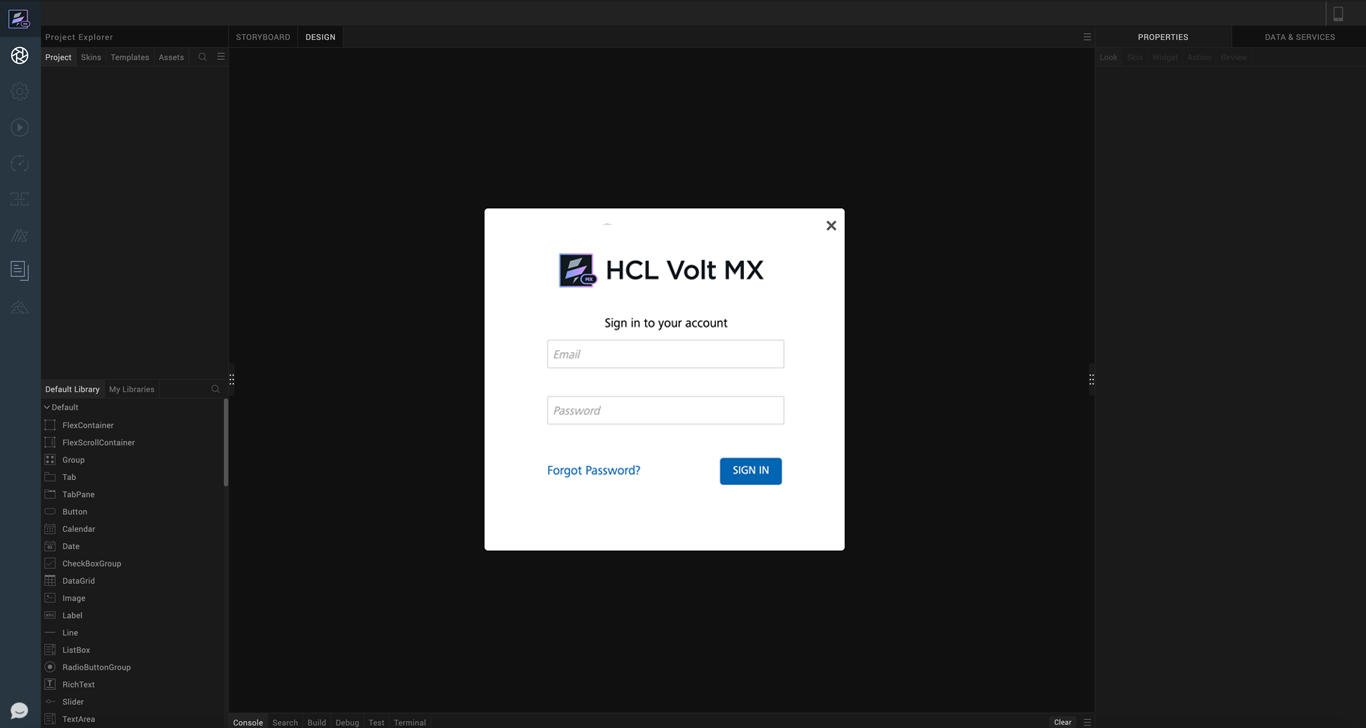 Project Explorer
STORYBOARD
DESIGN
PROPERTIES
DATA & SERVICES
Project
Skins
Templates
Assets
Look
Skin
Widget
Action
Review
HCL Volt MX
MX
Sign in to your account
Email
Password
Forgot Password?
SIGN IN
Default Library
My Libraries
Default
FlexContainer
FlexScrollContainer
Group
Tab
TabPane
Button
Calendar
Date
CheckBoxGroup
DataGrid
Image
Label
Line
ListBox
RadioButtonGroup
RichText
Slider
TextArea
Console
Search
Build
Debug
Test
Terminal
Clear